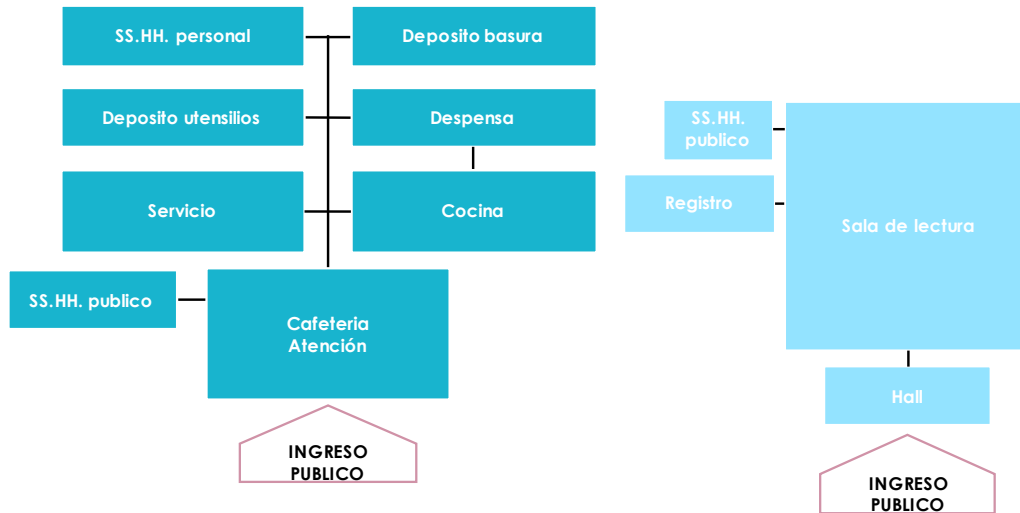 SS.HH. personal
Deposito basura
Deposito utensilios
Despensa
Servicio
Cocina
SS.HH. publico
Cafeteria
Atención
INGRESO
PUBLICO
SS.HH.
publico
Registro
Sala de lectura
Hall
INGRESO
PUBLICO